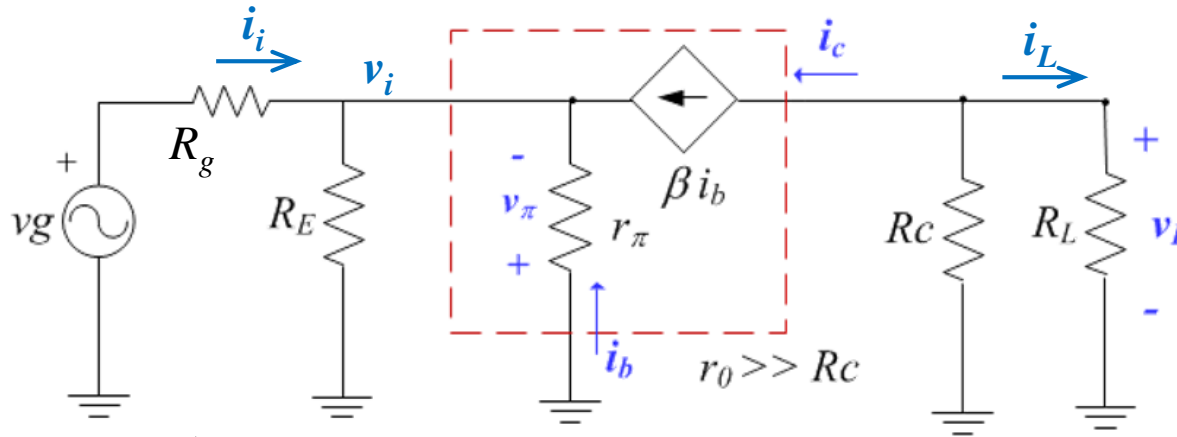 i_i
v_i
i_c
i_L
+
R_g
vg
R_E
-
v_π
+
r_π
β i_b
Rc
R_L
+
-
i_b
r_0 >> Rc